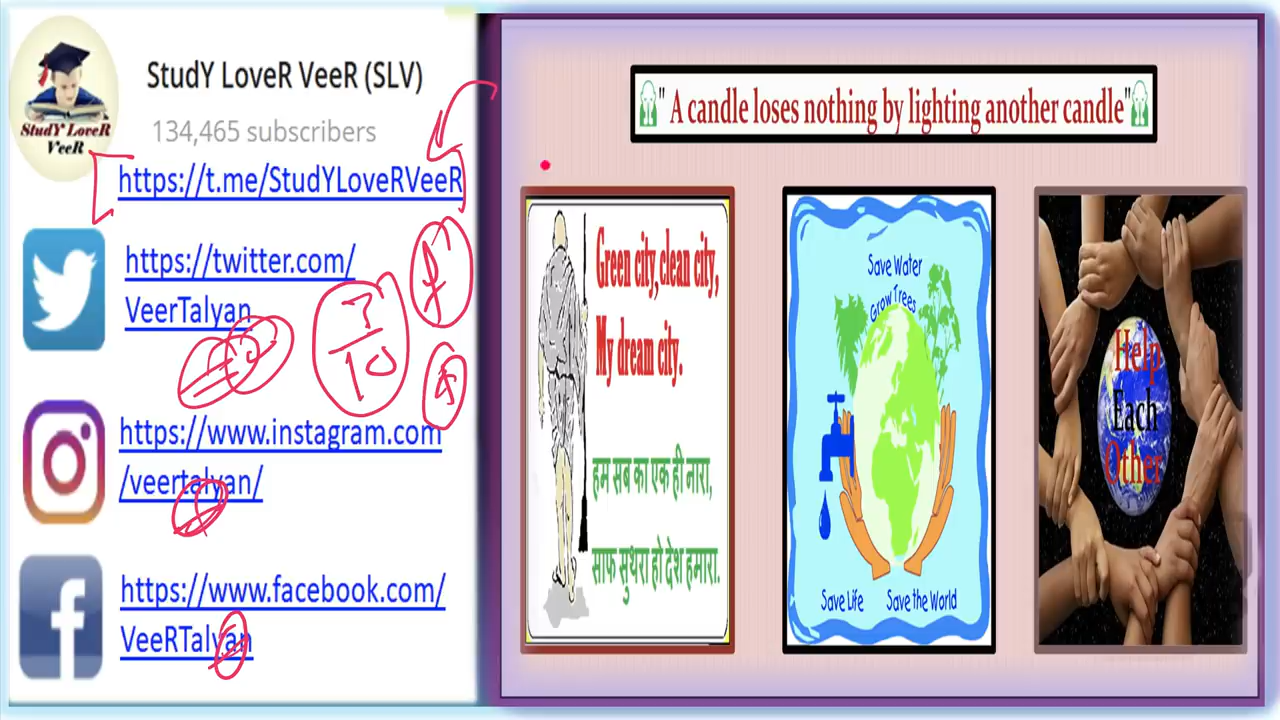 StudY LoveR VeeR (SLV)
134,465 subscribers
StudY LoveR
VeeR
https://t.me/StudYLoveRVeeR
https://twitter.com/
VeerTalyan
7
10
https://www.instagram.com
/veertalyan/
https://www.facebook.com/
VeeRTalyan
" A candle loses nothing by lighting another candle"
Green city,clean city,
My dream city.
हम सब का एक ही नारा,
साफ सुथरा हो देश हमारा.
Save Water
Grow Trees
Save Life Save the World
Help
Each
Other